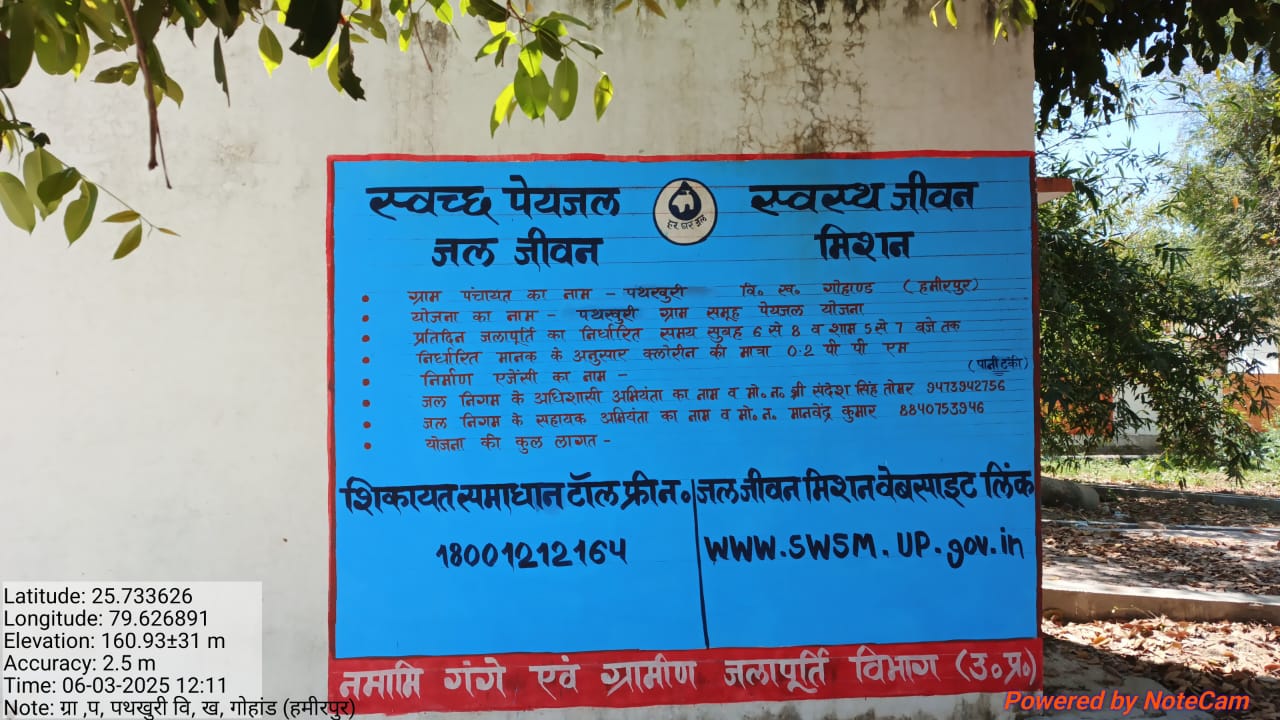 स्वच्छ पेयजल स्वस्थ जीवन
हर घर जल
जल जीवन मिशन
ग्राम पंचायत का नाम - पथखुरी वि० ख० गोहाण्ड (हमीरपुर)
योजना का नाम - पथखुरी ग्राम समूह पेयजल योजना
प्रतिदिन जलापूर्ति का निर्धारित समय सुबह 6 से 8 व शाम 5 से 7 बजे तक
निर्धारित मानक के अनुसार क्लोरीन की मात्रा 0.2 पी पी एम
निर्माण एजेंसी का नाम - (पानी टंकी)
जल निगम के अधिशासी अभियंता का नाम व मो० न० श्री संदेश सिंह तोमर 9473942756
जल निगम के सहायक अभियंता का नाम व मो० न० मानवेंद्र कुमार 8840753946
योजना की कुल लागत -
शिकायत समाधान टॉल फ्री न०
18001212164
जल जीवन मिशन वेबसाइट लिंक
WWW.SWSM.UP.gov.in
नमामि गंगे एवं ग्रामीण जलापूर्ति विभाग (उ० प्र०)
Latitude: 25.733626
Longitude: 79.626891
Elevation: 160.93±31 m
Accuracy: 2.5 m
Time: 06-03-2025 12:11
Note: ग्रा ,प, पथखुरी वि, ख, गोहांड (हमीरपुर)
Powered by NoteCam